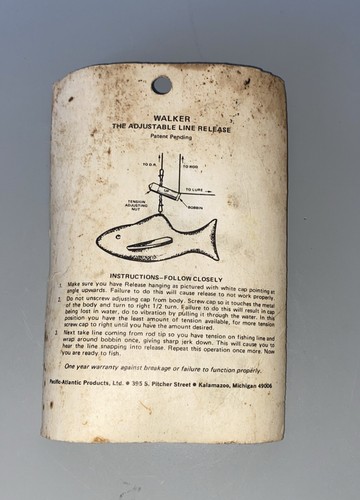 WALKER
THE ADJUSTABLE LINE RELEASE
Patent Pending
TO D.R.
TO ROD
TO LURE
TENSION
ADJUSTING
NUT
BOBBIN
INSTRUCTIONS—FOLLOW CLOSELY
1. Make sure you have Release hanging as pictured with white cap pointing at
angle upwards. Failure to do this will cause release to not work properly.
2. Do not unscrew adjusting cap from body. Screw cap so it touches the metal
of the body and turn to right 1/2 turn. Failure to do this will result in cap
being lost in water, do to vibration by pulling it through the water. In this
position you have the least amount of tension available, for more tension
screw cap to right until you have the amount desired.
3. Next take line coming from rod tip so you have tension on fishing line and
wrap around bobbin once, giving sharp jerk down. This will cause you to
hear the line snapping into release. Repeat this operation once more. Now
you are ready to fish.
One year warranty against breakage or failure to function properly.
Pacific-Atlantic Products, Ltd. ● 395 S. Pitcher Street ● Kalamazoo, Michigan 49006